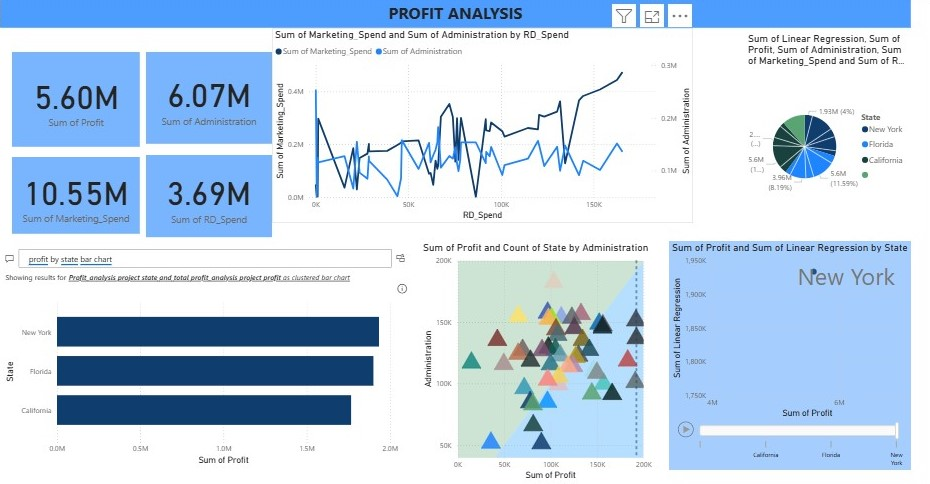 PROFIT ANALYSIS
5.60M
Sum of Profit
6.07M
Sum of Administration
10.55M
Sum of Marketing_Spend
3.69M
Sum of RD_Spend
Sum of Marketing_Spend and Sum of Administration by RD_Spend
Sum of Marketing_Spend Sum of Administration
Sum of Marketing_Spend
0.4M
0.2M
0.0M
0.3M
0.2M
0.1M
Sum of Administration
0K 50K 100K 150K
RD_Spend
Sum of Linear Regression, Sum of
Profit, Sum of Administration, Sum
of Marketing_Spend and Sum of R...
1.93M (4%)
2....
(...)
5.6M
(1...)
3.96M
(8.19%)
5.6M
(11.59%)
State
New York
Florida
California
profit by state bar chart
Showing results for Profit_analysis project state and total profit_analysis project profit as clustered bar chart
State
New York
Florida
California
0.0M 0.5M 1.0M 1.5M 2.0M
Sum of Profit
Sum of Profit and Count of State by Administration
Administration
200K
150K
100K
50K
0K 50K 100K 150K 200K
Sum of Profit
Sum of Profit and Sum of Linear Regression by State
Sum of Linear Regression
1,950K
1,900K
1,850K
1,800K
1,750K
New York
4M 6M
Sum of Profit
California Florida New
York